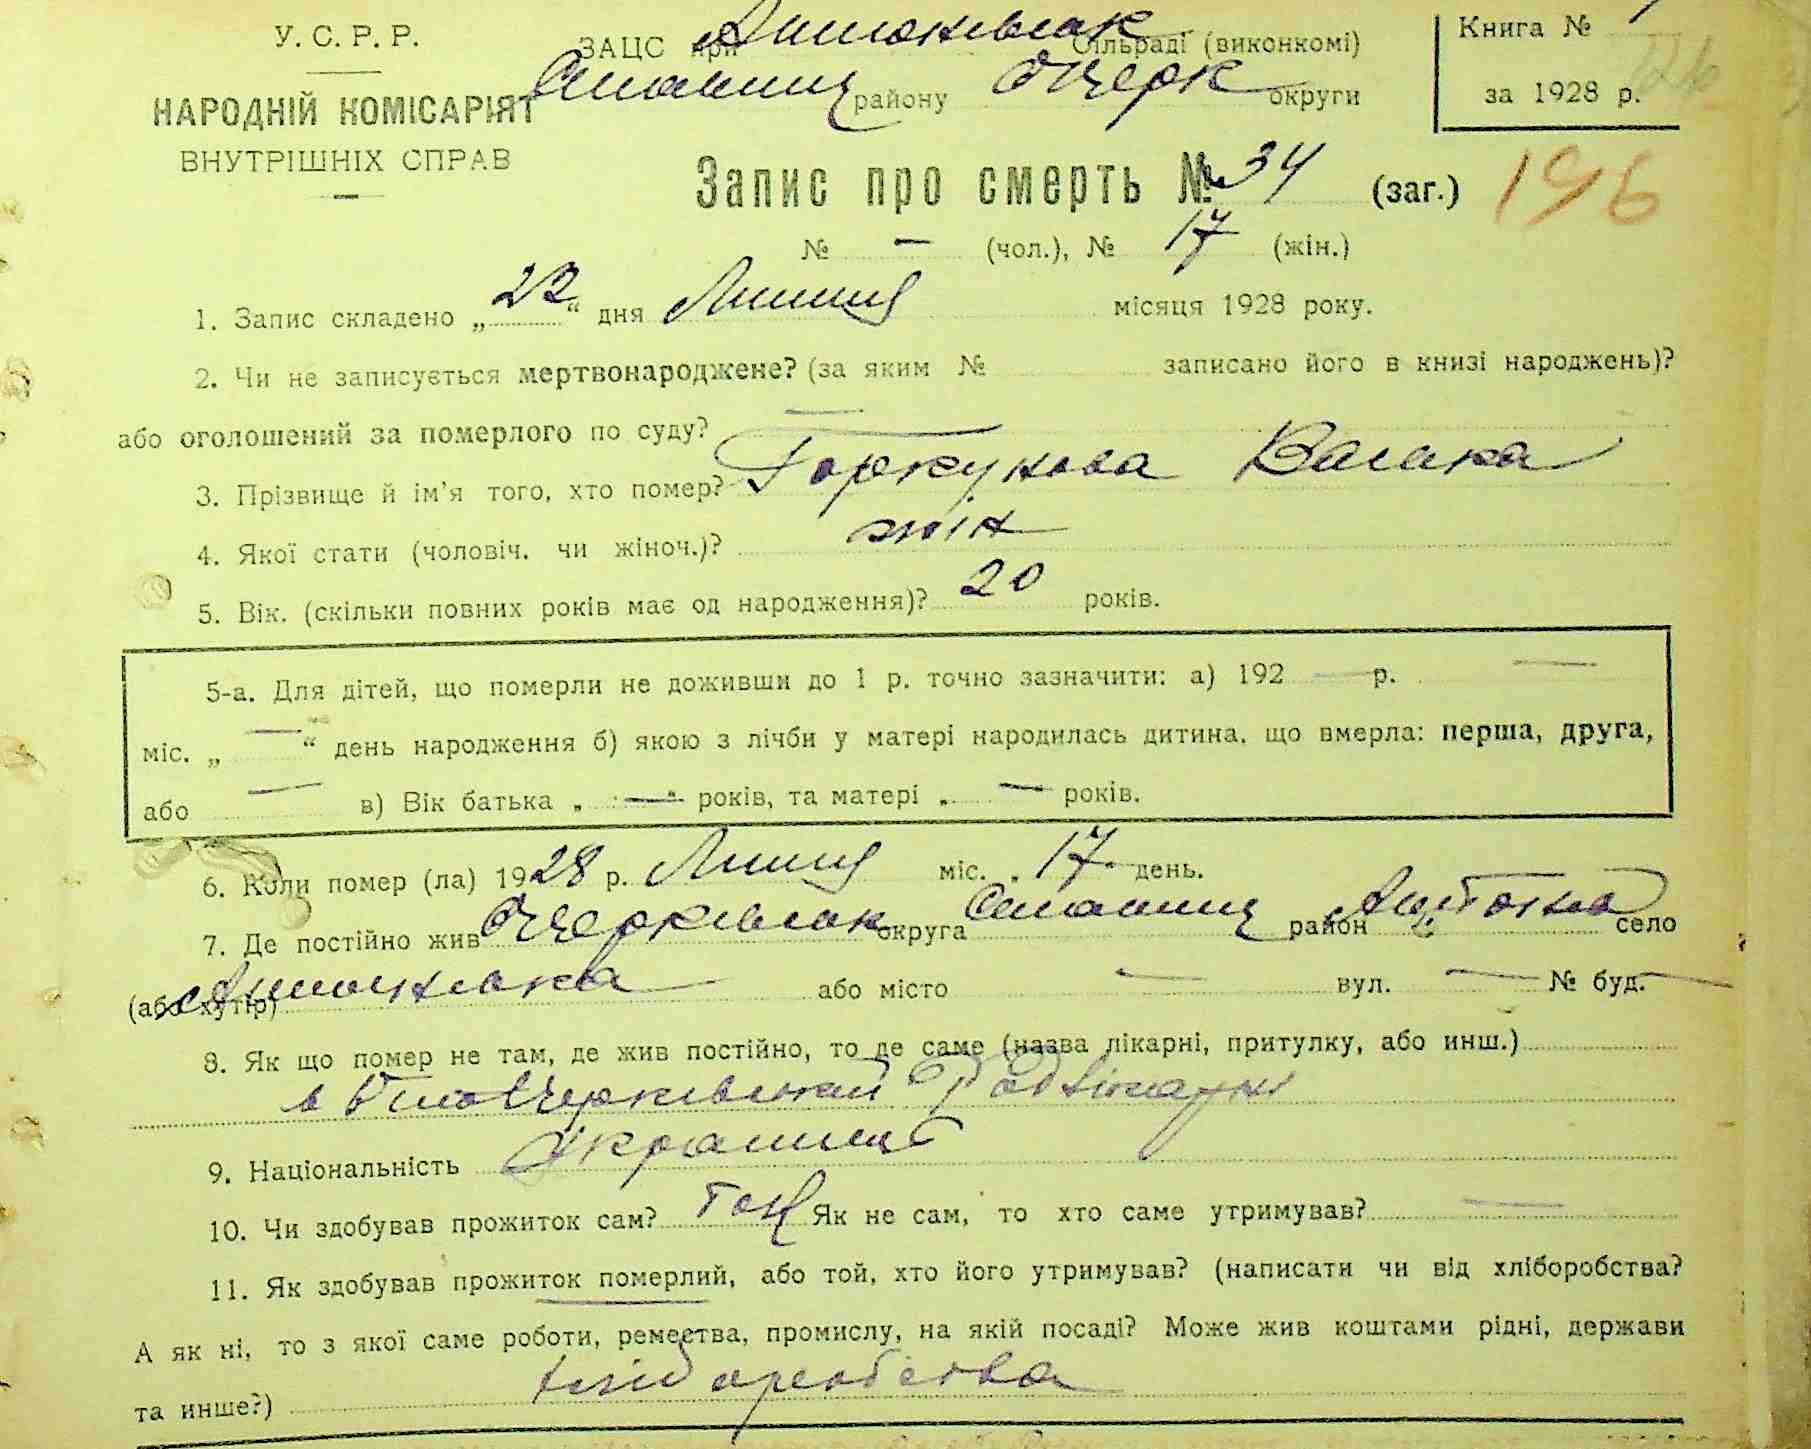 У. С. Р. Р.
НАРОДНІЙ КОМІСАРІЯТ
ВНУТРІШНІХ СПРАВ
ЗАЦС при Антонівськ Сільраді (виконкомі)
району БЦерк округи
Книга №
за 1928 р.
Запис про смерть № 34 (заг.) 196
№ — (чол.), № 17 (жін.)
1. Запис складено „22“ дня Липня місяця 1928 року.
2. Чи не записується мертвонароджене? (за яким № записано його в книзі народжень)?
або оголошений за померлого по суду? —
3. Прізвище й ім'я того, хто помер? Горкунова
4. Якої стати (чоловіч. чи жіноч.)? жін
5. Вік. (скільки повних років має од народження)? 20 років.
5-а. Для дітей, що померли не доживши до 1 р. точно зазначити: а) 192 — р. —
міс. „ — “ день народження б) якою з лічби у матері народилась дитина, що вмерла: перша, друга,
або — в) Вік батька „ — “ років, та матері „ — років.
6. Коли помер (ла) 1928 р. Липня міс. „ 17 день.
7. Де постійно жив БЦерківськ округа район село
(або хутір) Антонівка або місто — вул. — № буд. —
8. Як що помер не там, де жив постійно, то де саме (назва лікарні, притулку, або инш.)
в Білоцерківській Рад лікарні
9. Національність
10. Чи здобував прожиток сам? Так Як не сам, то хто саме утримував? —
11. Як здобував прожиток померлий, або той, хто його утримував? (написати чи від хліборобства?
А як ні, то з якої саме роботи, ремества, промислу, на якій посаді? Може жив коштами рідні, держави
та инше?) хліборобства